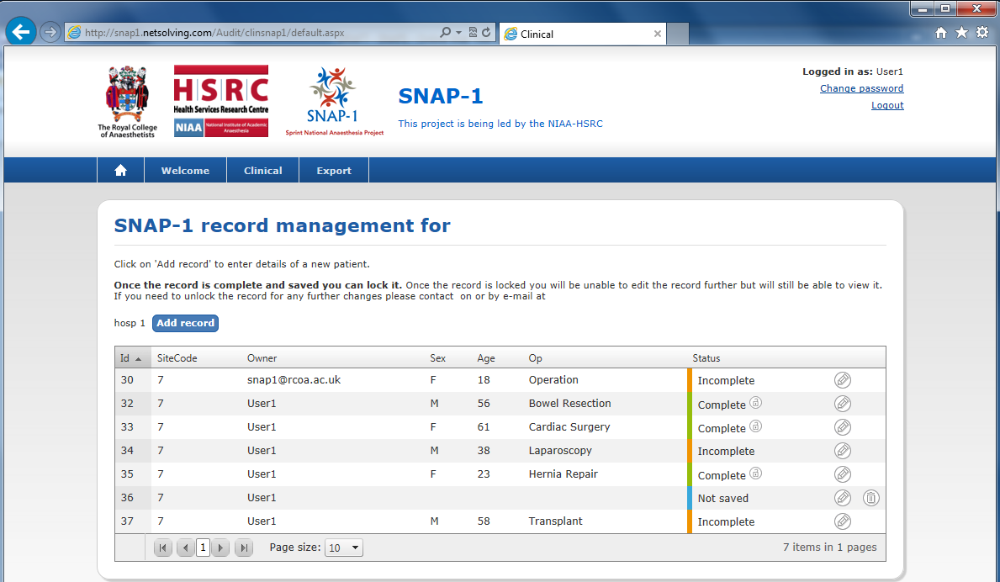 http://snap1.netsolving.com/Audit/clinsnap1/default.aspx
Clinical
Logged in as: User1
Change password
Logout
The Royal College of Anaesthetists
HSRC
Health Services Research Centre
NIAA
National Institute of Academic Anaesthesia
SNAP-1
Sprint National Anaesthesia Project
SNAP-1
This project is being led by the NIAA-HSRC
Welcome Clinical Export
SNAP-1 record management for
Click on 'Add record' to enter details of a new patient.
Once the record is complete and saved you can lock it. Once the record is locked you will be unable to edit the record further but will still be able to view it.
If you need to unlock the record for any further changes please contact on or by e-mail at
hosp 1 Add record
Id SiteCode Owner Sex Age Op Status
30 7 snap1@rcoa.ac.uk F 18 Operation Incomplete
32 7 User1 M 56 Bowel Resection Complete
33 7 User1 F 61 Cardiac Surgery Complete
34 7 User1 M 38 Laparoscopy Incomplete
35 7 User1 F 23 Hernia Repair Complete
36 7 User1 Not saved
37 7 User1 M 58 Transplant Incomplete
1 Page size: 10 7 items in 1 pages